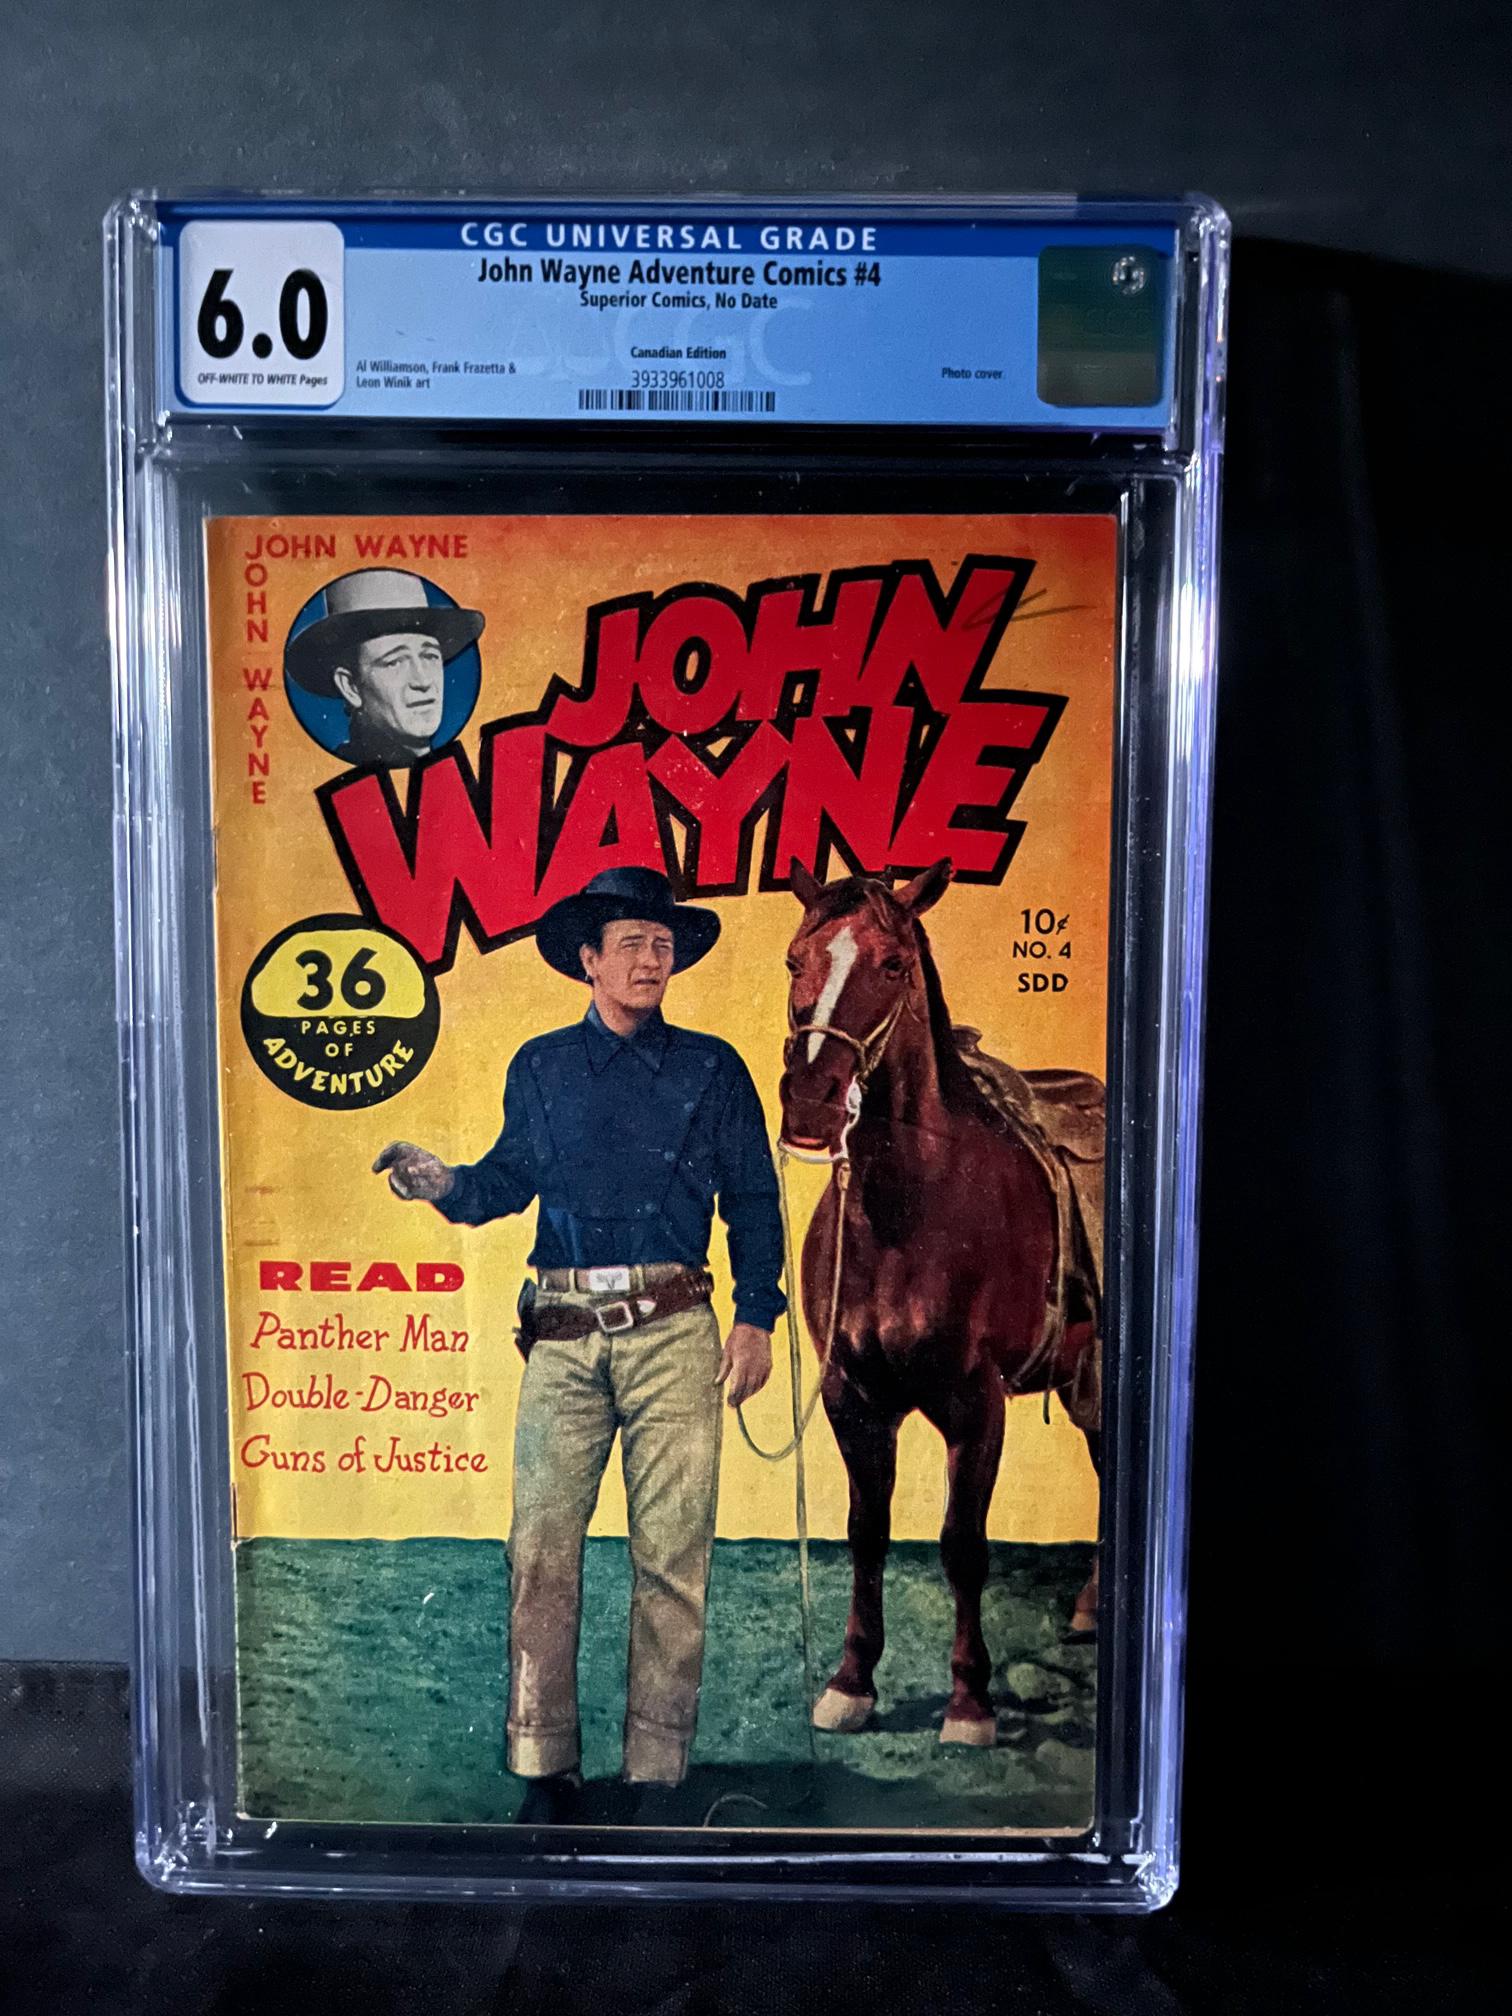 CGC UNIVERSAL GRADE
6.0
OFF-WHITE TO WHITE Pages
John Wayne Adventure Comics #4
Superior Comics, No Date
Canadian Edition
Al Williamson, Frank Frazetta &
Leon Winik art
3933961008
Photo cover.
CGC
JOHN WAYNE
JOHN WAYNE
JOHN
WAYNE
36
PAGES
OF
ADVENTURE
10¢
NO. 4
SDD
READ
Panther Man
Double-Danger
Guns of Justice